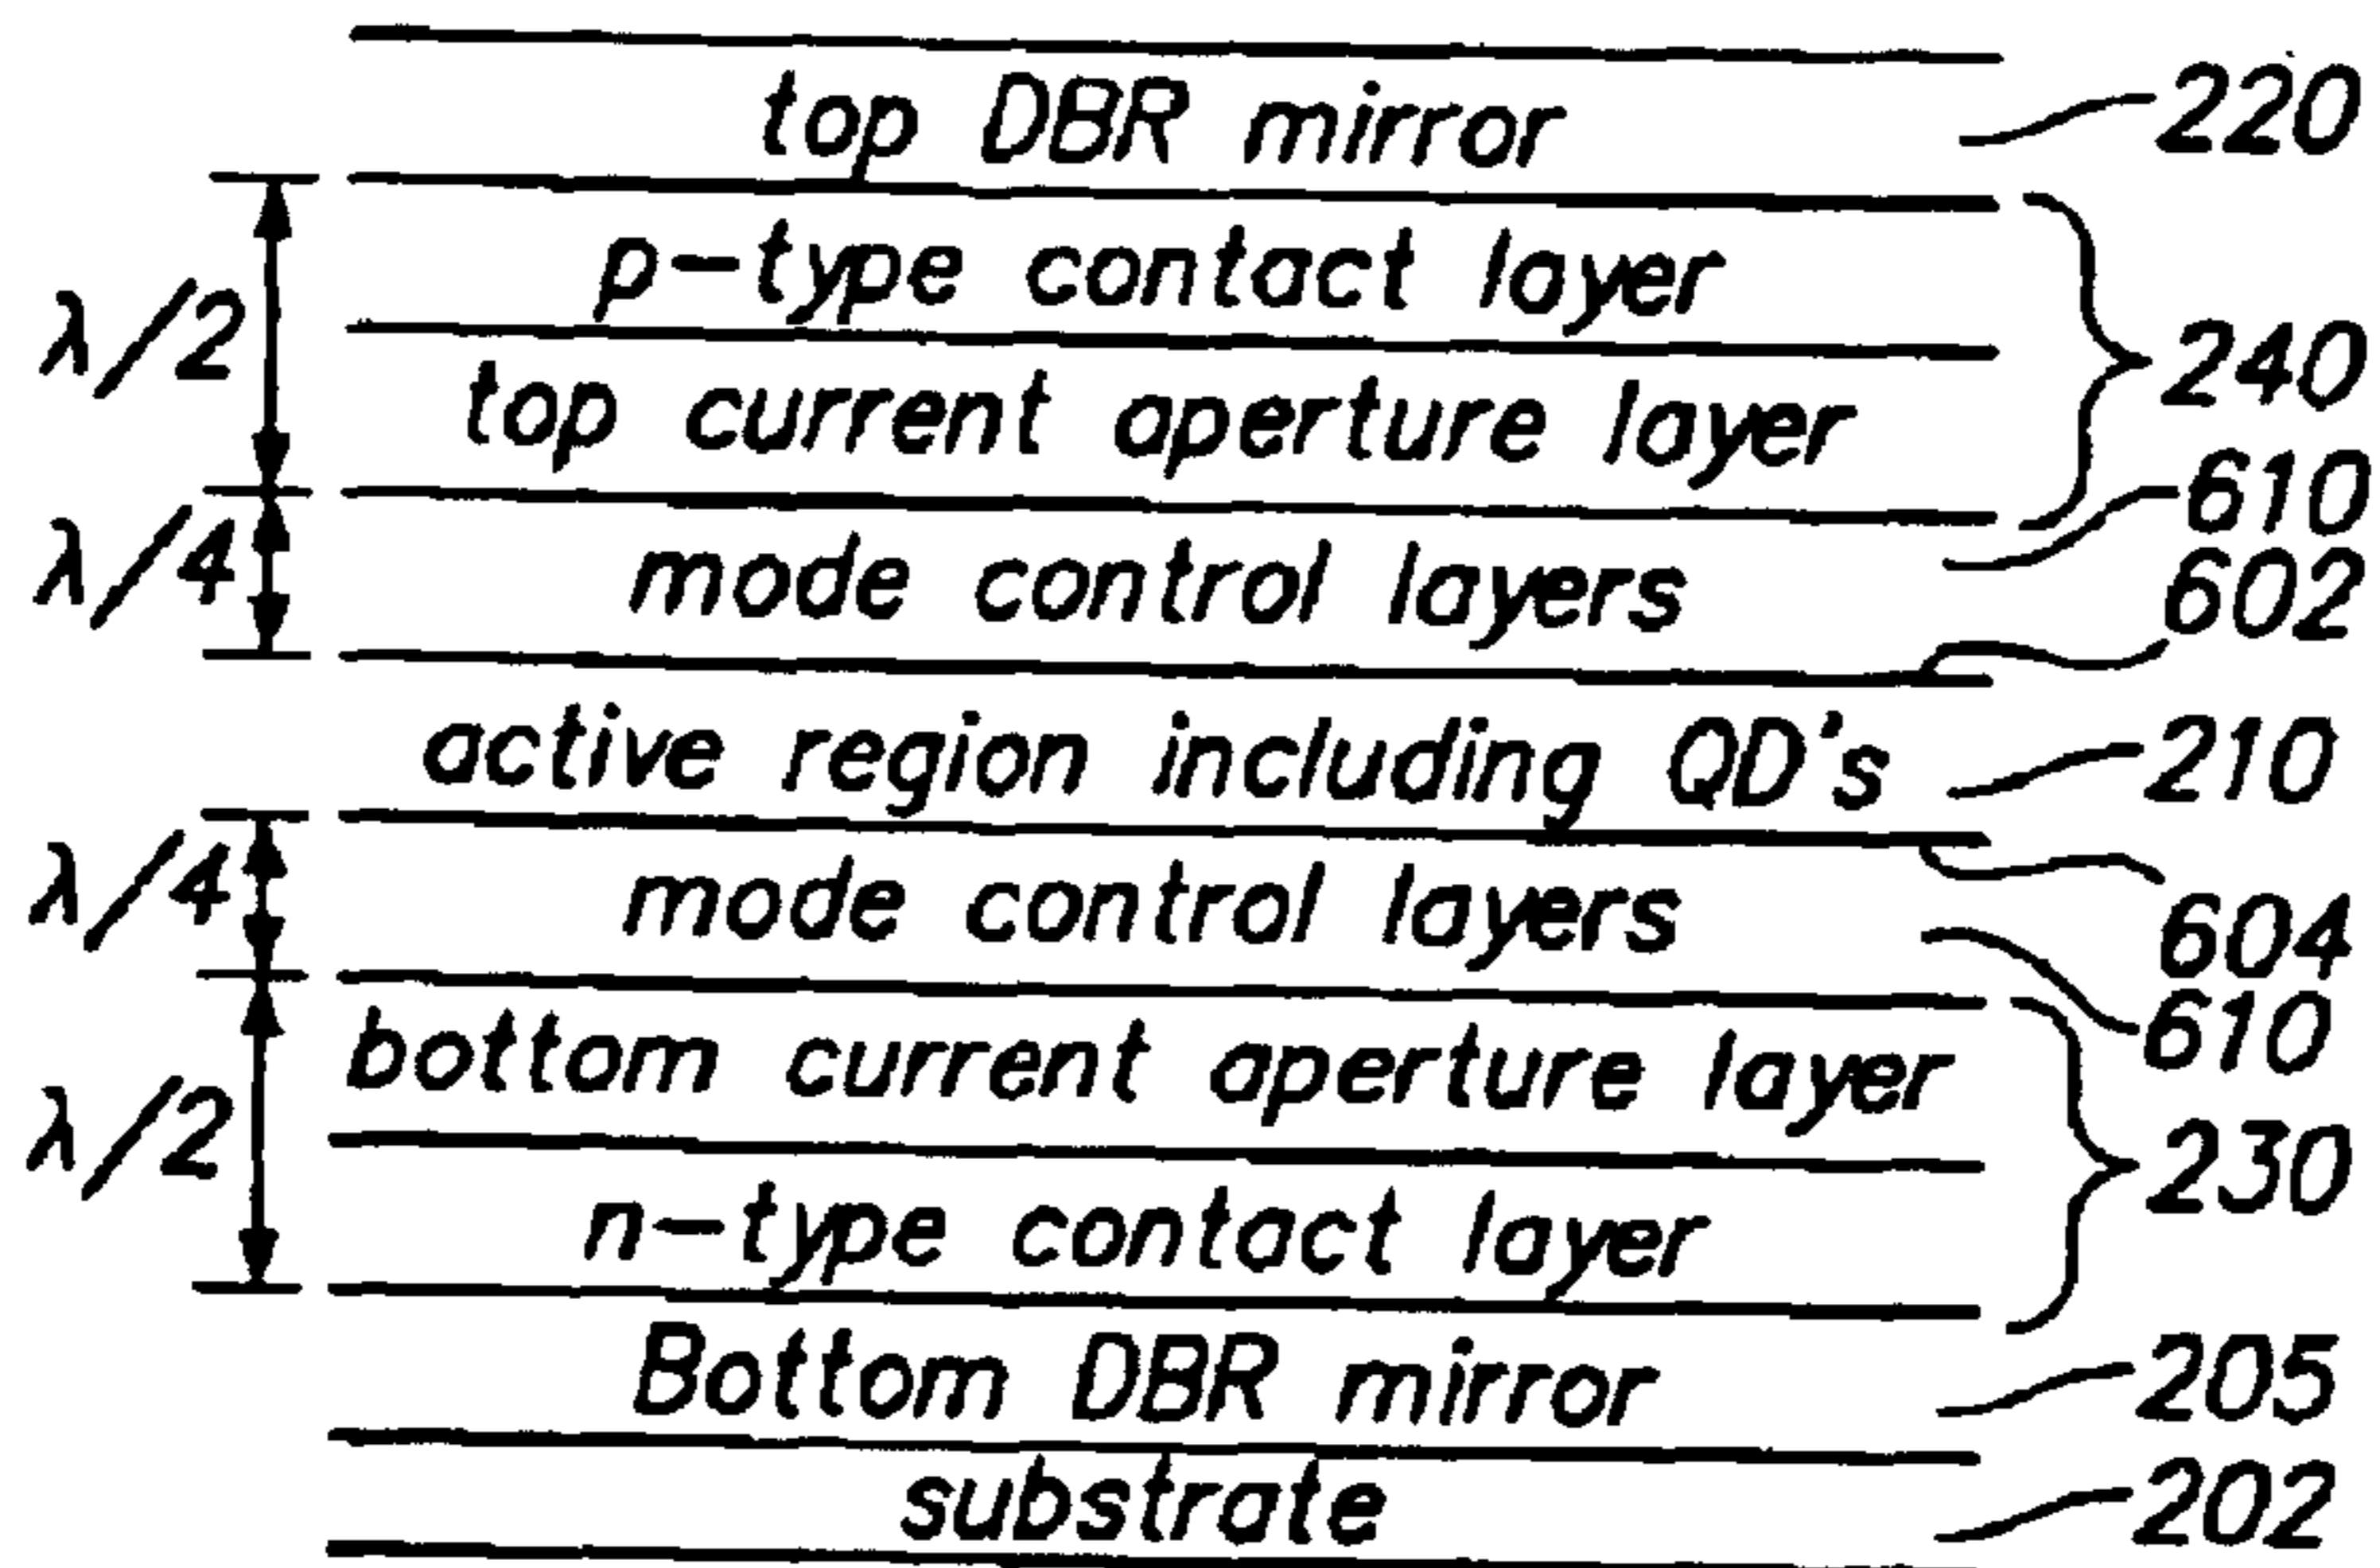 top DBR mirror 220
p-type contact layer
λ/2 240
top current aperture layer
610
λ/4 mode control layers 602
active region including QD's 210
λ/4 mode control layers 604
610
bottom current aperture layer
λ/2 230
n-type contact layer
Bottom DBR mirror 205
substrate 202